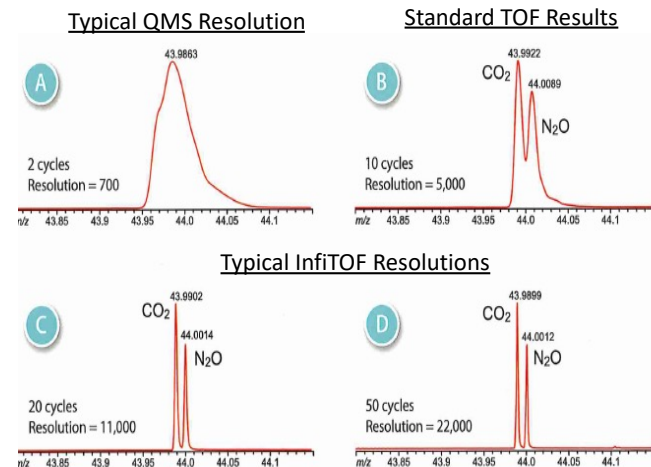 Typical QMS Resolution
Standard TOF Results
A
43.9863
2 cycles
Resolution = 700
m/z 43.85 43.9 43.95 44.0 44.05 44.1
B
43.9922
CO₂
44.0089
N₂O
10 cycles
Resolution = 5,000
m/z 43.85 43.9 43.95 44.0 44.05 44.1
Typical InfiTOF Resolutions
C
43.9902
CO₂
44.0014
N₂O
20 cycles
Resolution = 11,000
m/z 43.85 43.9 43.95 44.0 44.05 44.1
D
43.9899
CO₂
44.0012
N₂O
50 cycles
Resolution = 22,000
m/z 43.85 43.9 43.95 44.0 44.05 44.1